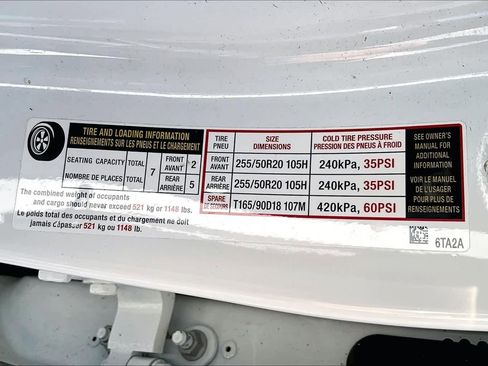 TIRE AND LOADING INFORMATION
RENSEIGNEMENTS SUR LES PNEUS ET LE CHARGEMENT
SEATING CAPACITY TOTAL 7 FRONT AVANT 2
NOMBRE DE PLACES TOTAL REAR ARRIÈRE 5
The combined weight of occupants
and cargo should never exceed 521 kg or 1148 lbs.
Le poids total des occupants et du chargement ne doit
jamais dépasser 521 kg ou 1148 lbs.
TIRE PNEU SIZE DIMENSIONS COLD TIRE PRESSURE PRESSION DES PNEUS À FROID
FRONT AVANT 255/50R20 105H 240kPa, 35PSI
REAR ARRIÈRE 255/50R20 105H 240kPa, 35PSI
SPARE DE SECOURS T165/90D18 107M 420kPa, 60PSI
SEE OWNER'S
MANUAL FOR
ADDITIONAL
INFORMATION
VOIR LE MANUEL
DE L'USAGER
POUR PLUS DE
RENSEIGNEMENTS
6TA2A